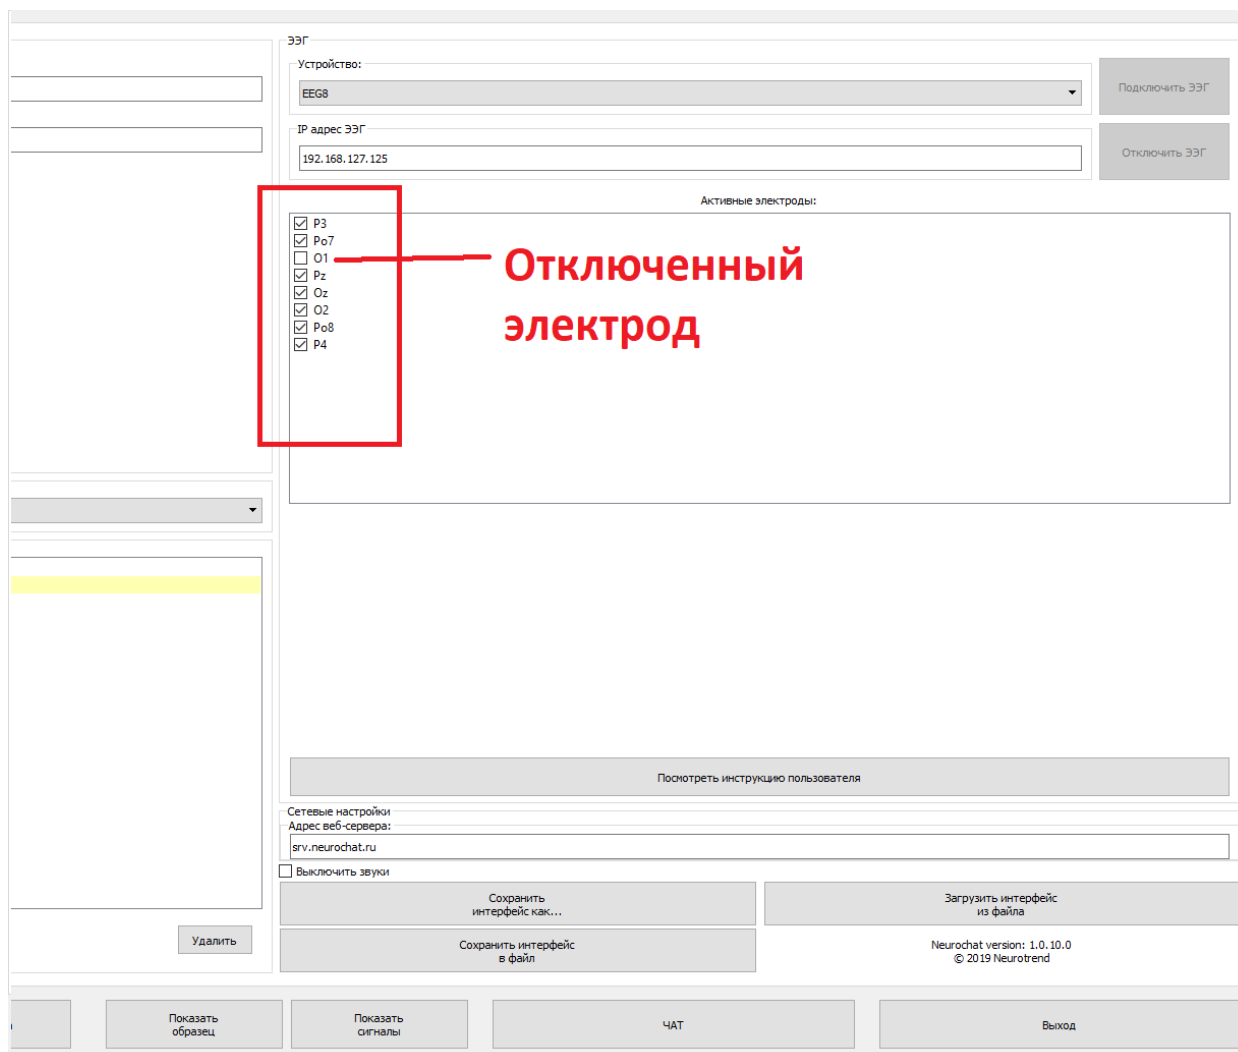 ЭЭГ
Устройство:
EEG8
Подключить ЭЭГ
IP адрес ЭЭГ
192.168.127.125
Отключить ЭЭГ
Активные электроды:
P3
Po7
O1
Pz
Oz
O2
Po8
P4
Отключенный
электрод
Посмотреть инструкцию пользователя
Сетевые настройки
Адрес веб-сервера:
srv.neurochat.ru
Выключить звуки
Сохранить
интерфейс как...
Загрузить интерфейс
из файла
Удалить
Сохранить интерфейс
в файл
Neurochat version: 1.0.10.0
© 2019 Neurotrend
Показать
образец
Показать
сигналы
ЧАТ
Выход